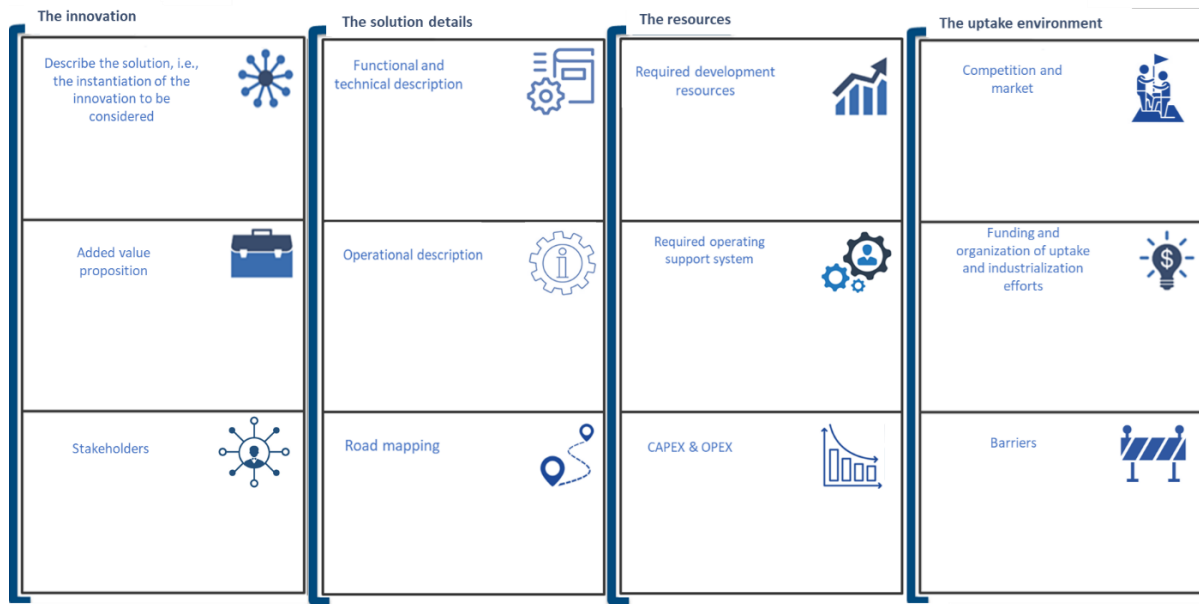 The innovation
Describe the solution, i.e.,
the instantiation of the
innovation to be
considered
Added value
proposition
Stakeholders
The solution details
Functional and
technical description
Operational description
i
Road mapping
The resources
Required development
resources
Required operating
support system
CAPEX & OPEX
The uptake environment
Competition and
market
Funding and
organization of uptake
and industrialization
efforts
$
Barriers